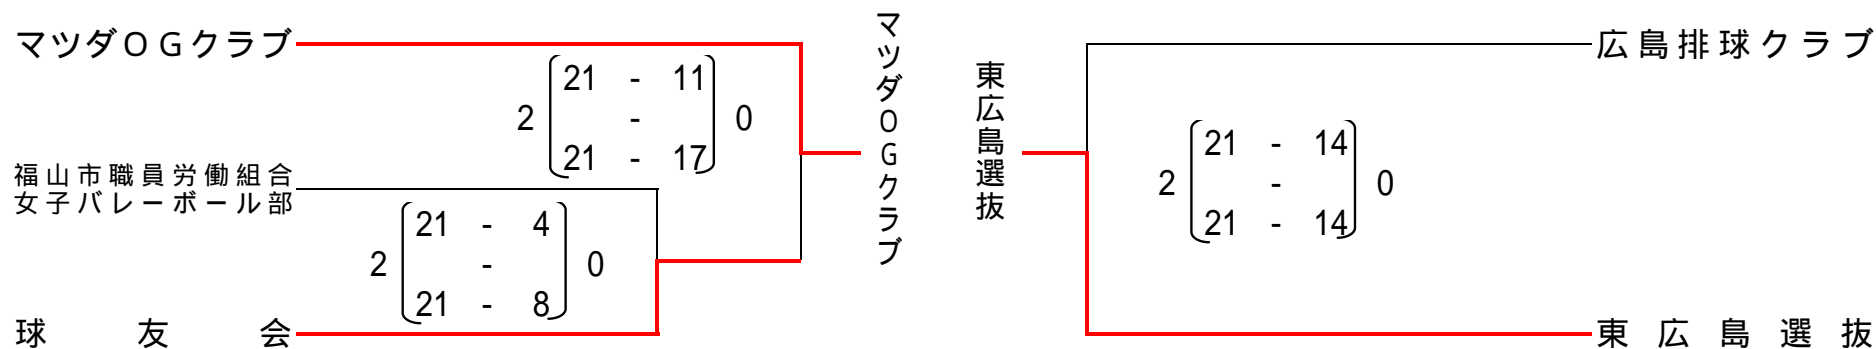 マツダOGクラブ
21 - 11
2 - 0
21 - 17
福山市職員労働組合
女子バレーボール部
21 - 4
2 - 0
21 - 8
球友会
マツダOGクラブ
東広島選抜
広島排球クラブ
21 - 14
2 - 0
21 - 14
東広島選抜